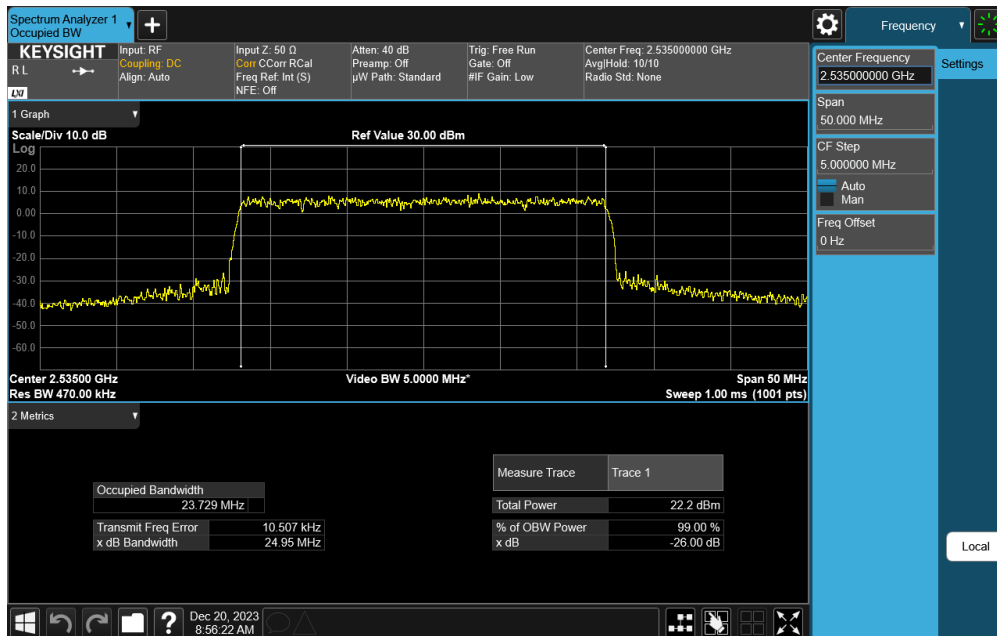 Spectrum Analyzer 1
Occupied BW
+
Frequency
KEYSIGHT
R L
LXI
Input: RF
Coupling: DC
Align: Auto
Input Z: 50 Ω
Corr CCorr RCal
Freq Ref: Int (S)
NFE: Off
Atten: 40 dB
Preamp: Off
µW Path: Standard
Trig: Free Run
Gate: Off
#IF Gain: Low
Center Freq: 2.535000000 GHz
Avg|Hold: 10/10
Radio Std: None
Center Frequency
2.535000000 GHz
Settings
Span
50.000 MHz
CF Step
5.000000 MHz
Auto
Man
Freq Offset
0 Hz
1 Graph
Scale/Div 10.0 dB
Ref Value 30.00 dBm
Log
20.0
10.0
0.00
-10.0
-20.0
-30.0
-40.0
-50.0
-60.0
Center 2.53500 GHz
Video BW 5.0000 MHz*
Span 50 MHz
Res BW 470.00 kHz
Sweep 1.00 ms (1001 pts)
2 Metrics
Measure Trace
Trace 1
Occupied Bandwidth
23.729 MHz
Total Power
22.2 dBm
Transmit Freq Error
10.507 kHz
% of OBW Power
99.00 %
x dB Bandwidth
24.95 MHz
x dB
-26.00 dB
Local
?
Dec 20, 2023
8:56:22 AM